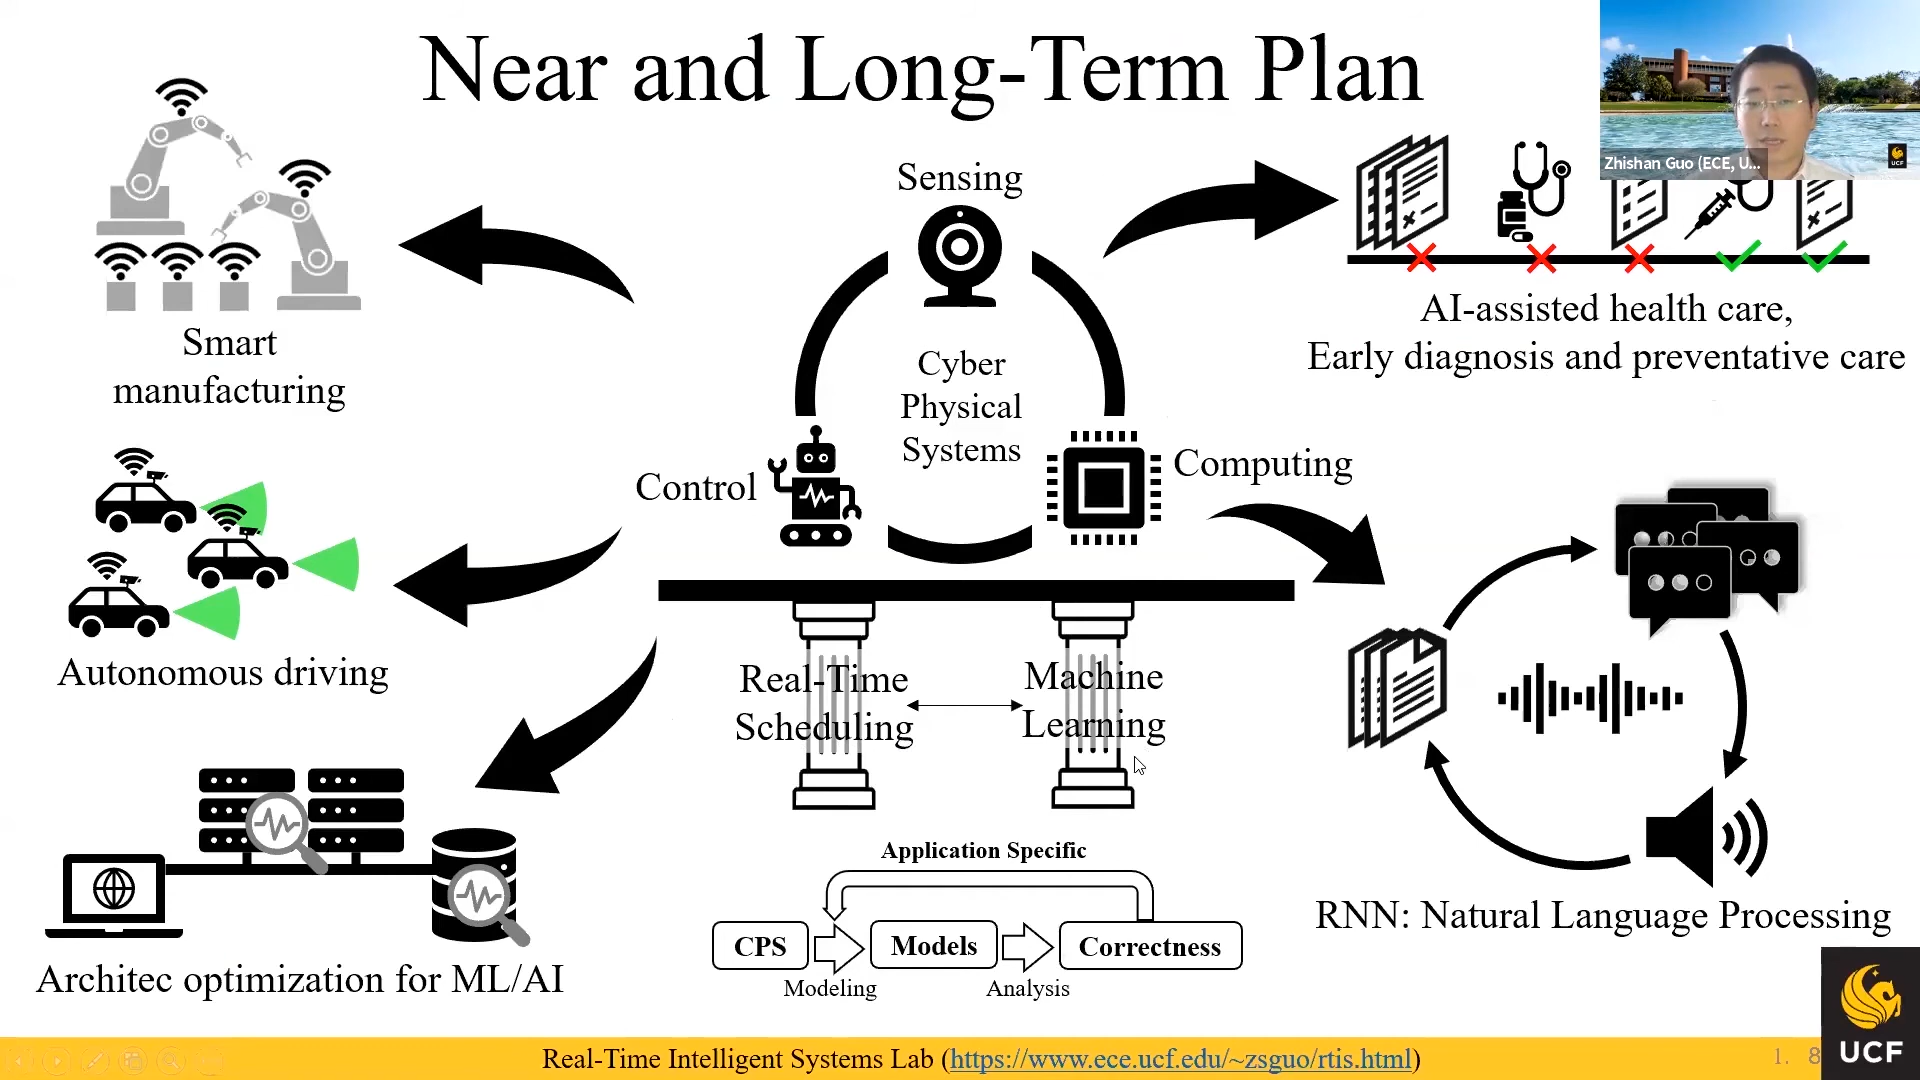 Near and Long-Term Plan
Zhishan Guo (ECE, U...
UCF
Sensing
Cyber
Physical
Systems
Control
Computing
Smart
manufacturing
AI-assisted health care,
Early diagnosis and preventative care
Autonomous driving
Real-Time
Scheduling
Machine
Learning
Architec optimization for ML/AI
RNN: Natural Language Processing
Application Specific
CPS
Models
Correctness
Modeling
Analysis
Real-Time Intelligent Systems Lab (https://www.ece.ucf.edu/~zsguo/rtis.html)
1. 8
UCF